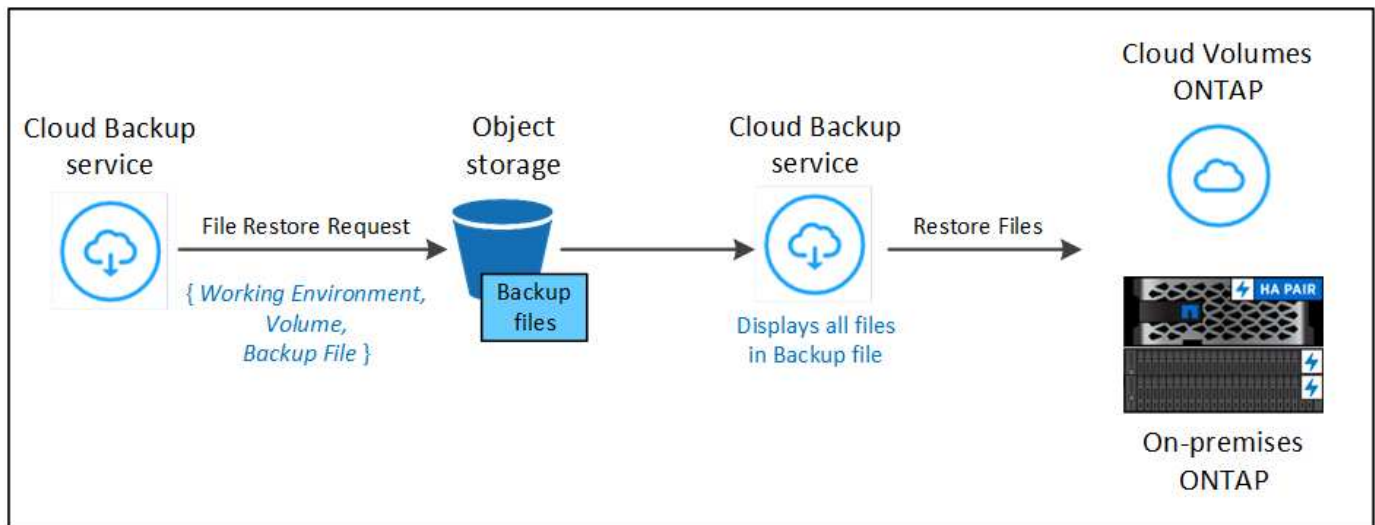 Cloud Backup
service
File Restore Request
{ Working Environment,
Volume,
Backup File }
Object
storage
Backup
files
Cloud Backup
service
Displays all files
in Backup file
Restore Files
Cloud Volumes
ONTAP
HA PAIR
On-premises
ONTAP